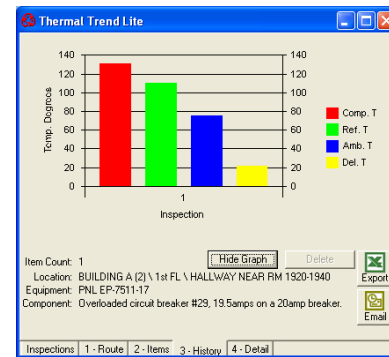 Thermal Trend Lite
140 140
120 120
100 100
80 80
60 60
40 40
20 20
0 0
Temp. Degrees
1
Inspection
Comp. T
Ref. T
Amb. T
Del. T
Item Count: 1
Hide Graph Delete
Location: BUILDING A (2) \ 1st FL \ HALLWAY NEAR RM 1920-1940
Equipment: PNL EP-7511-17
Component: Overloaded circuit breaker #29, 19.5amps on a 20amp breaker.
Export
Email
Inspections 1 - Route 2 - Items 3 - History 4 - Detail